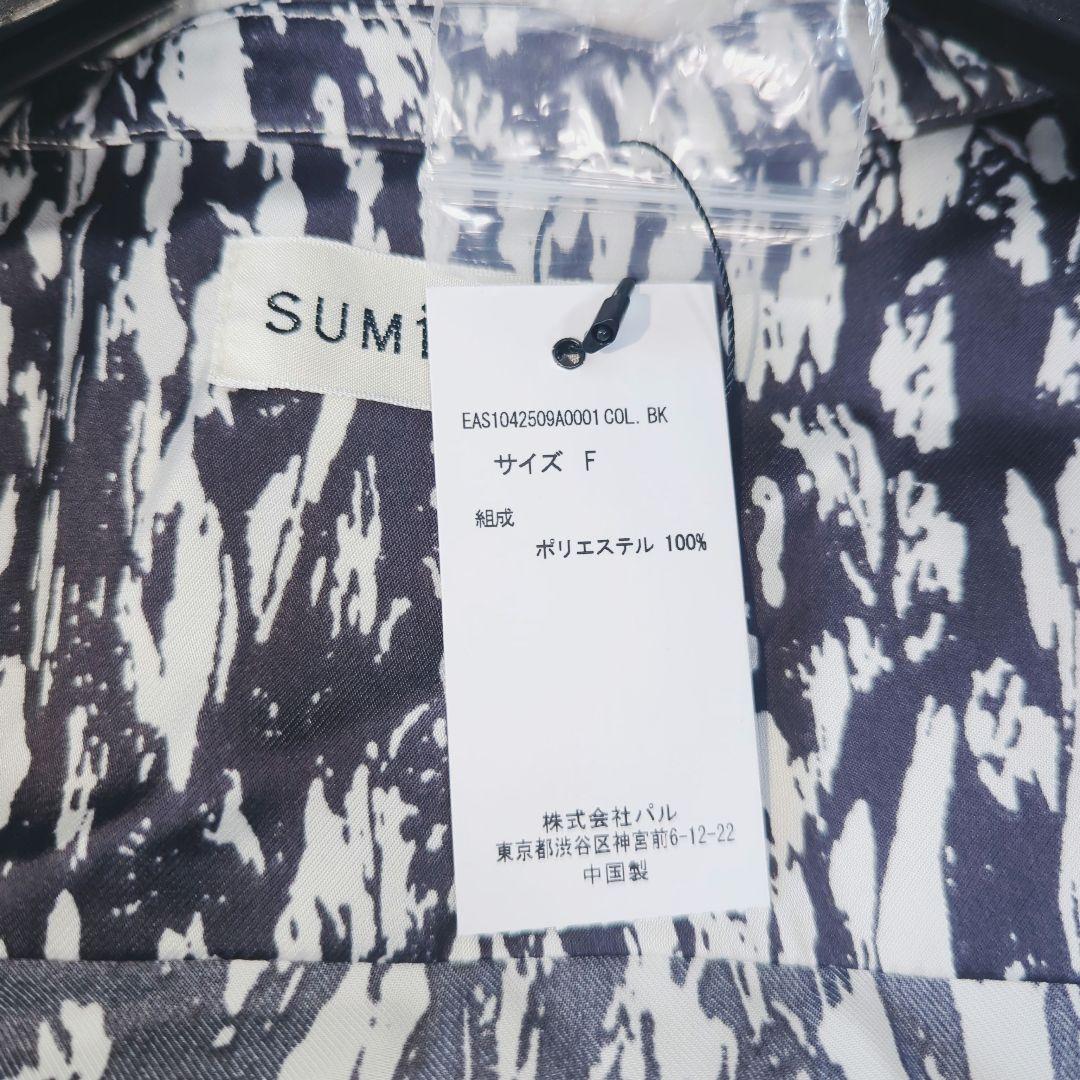 SUMi
EAS1042509A0001 COL. BK
サイズ F
組成
ポリエステル 100%
株式会社パル
東京都渋谷区神宮前6-12-22
中国製